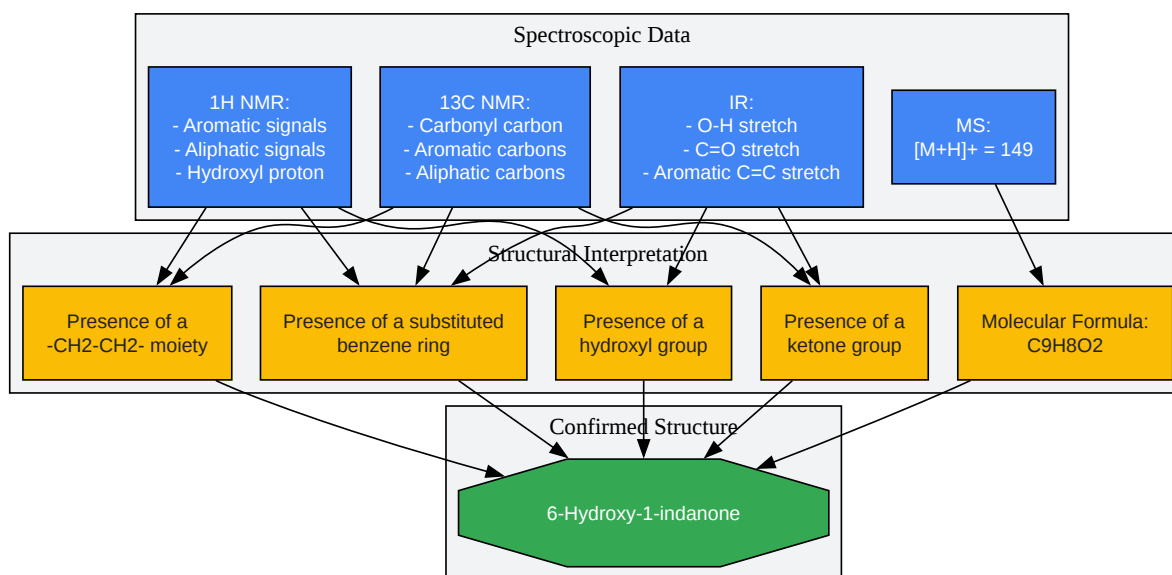 Spectroscopic Data
1H NMR:
- Aromatic signals
- Aliphatic signals
- Hydroxyl proton
13C NMR:
- Carbonyl carbon
- Aromatic carbons
- Aliphatic carbons
IR:
- O-H stretch
- C=O stretch
- Aromatic C=C stretch
MS:
[M+H]+ = 149
Structural Interpretation
Presence of a
-CH2-CH2- moiety
Presence of a substituted
benzene ring
Presence of a
hydroxyl group
Presence of a
ketone group
Molecular Formula:
C9H8O2
Confirmed Structure
6-Hydroxy-1-indanone